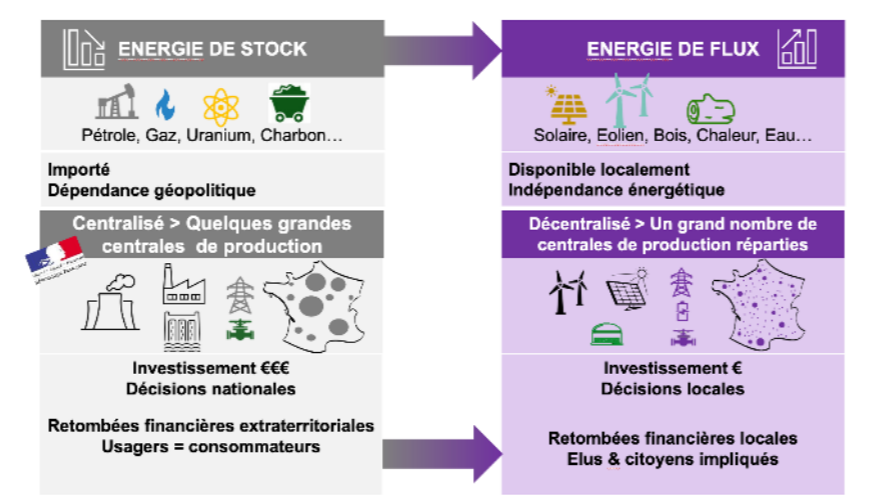 ENERGIE DE STOCK
Pétrole, Gaz, Uranium, Charbon...
Importé
Dépendance géopolitique
Centralisé > Quelques grandes
centrales de production
Investissement €€€
Décisions nationales
Retombées financières extraterritoriales
Usagers = consommateurs
ENERGIE DE FLUX
Solaire, Eolien, Bois, Chaleur, Eau...
Disponible localement
Indépendance énergétique
Décentralisé > Un grand nombre de
centrales de production réparties
Investissement €
Décisions locales
Retombées financières locales
Elus & citoyens impliqués